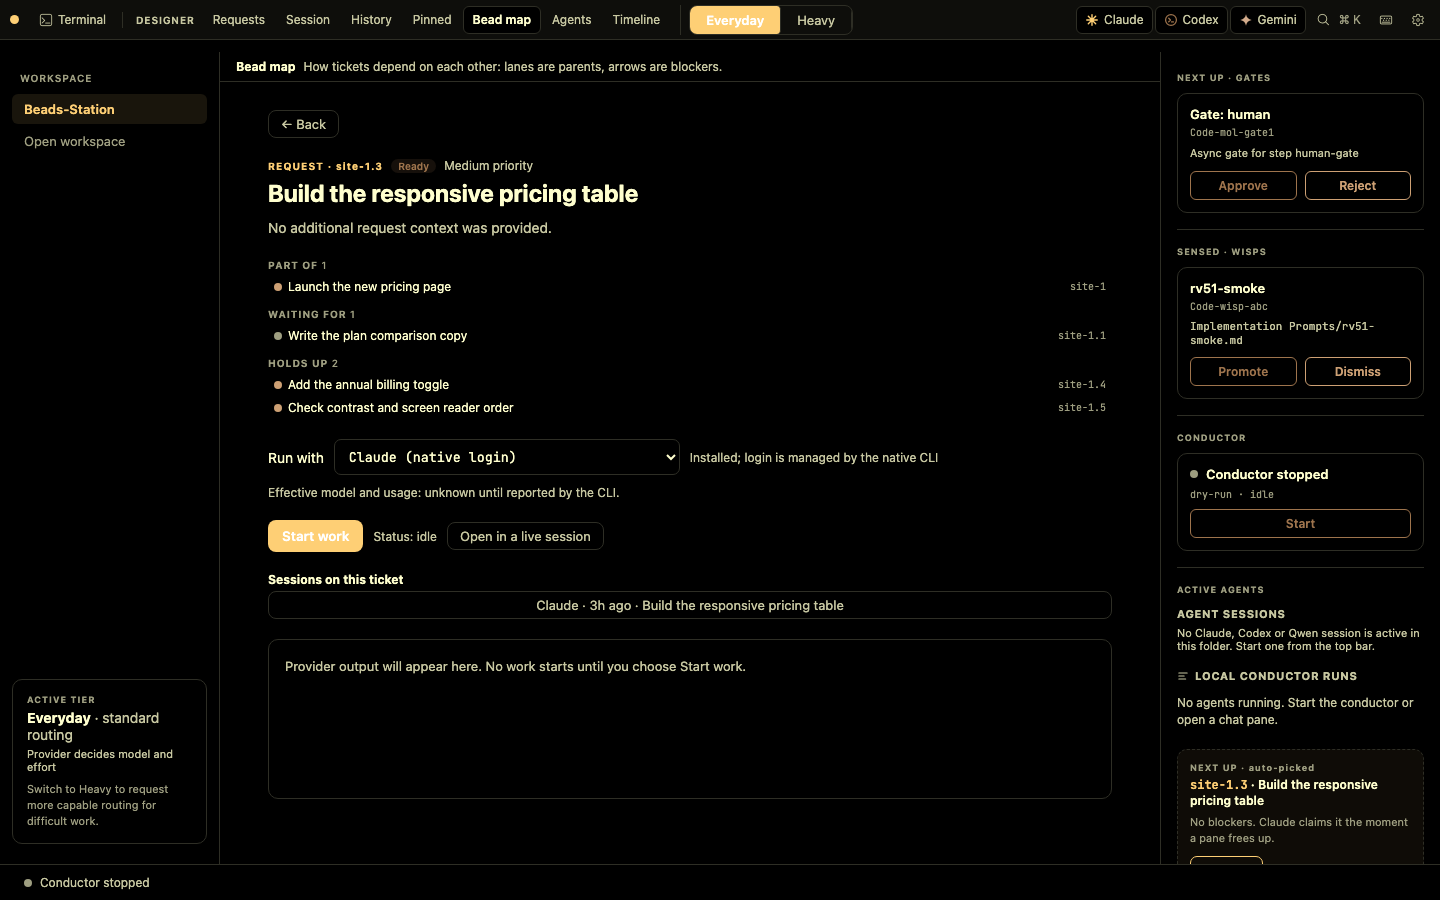 Terminal
DESIGNER
Requests
Session
History
Pinned
Bead map
Agents
Timeline
Everyday
Heavy
Claude
Codex
Gemini
⌘ K
WORKSPACE
Beads-Station
Open workspace
ACTIVE TIER
Everyday · standard
routing
Provider decides model and
effort
Switch to Heavy to request
more capable routing for
difficult work.
Bead map How tickets depend on each other: lanes are parents, arrows are blockers.
← Back
REQUEST · site-1.3 Ready Medium priority
Build the responsive pricing table
No additional request context was provided.
PART OF 1
Launch the new pricing page site-1
WAITING FOR 1
Write the plan comparison copy site-1.1
HOLDS UP 2
Add the annual billing toggle site-1.4
Check contrast and screen reader order site-1.5
Run with Claude (native login) Installed; login is managed by the native CLI
Effective model and usage: unknown until reported by the CLI.
Start work Status: idle Open in a live session
Sessions on this ticket
Claude · 3h ago · Build the responsive pricing table
Provider output will appear here. No work starts until you choose Start work.
NEXT UP · GATES
Gate: human
Code-mol-gate1
Async gate for step human-gate
Approve Reject
SENSED · WISPS
rv51-smoke
Code-wisp-abc
Implementation Prompts/rv51-
smoke.md
Promote Dismiss
CONDUCTOR
Conductor stopped
dry-run · idle
Start
ACTIVE AGENTS
AGENT SESSIONS
No Claude, Codex or Qwen session is active in
this folder. Start one from the top bar.
LOCAL CONDUCTOR RUNS
No agents running. Start the conductor or
open a chat pane.
NEXT UP · auto-picked
site-1.3 · Build the responsive
pricing table
No blockers. Claude claims it the moment
a pane frees up.
Conductor stopped